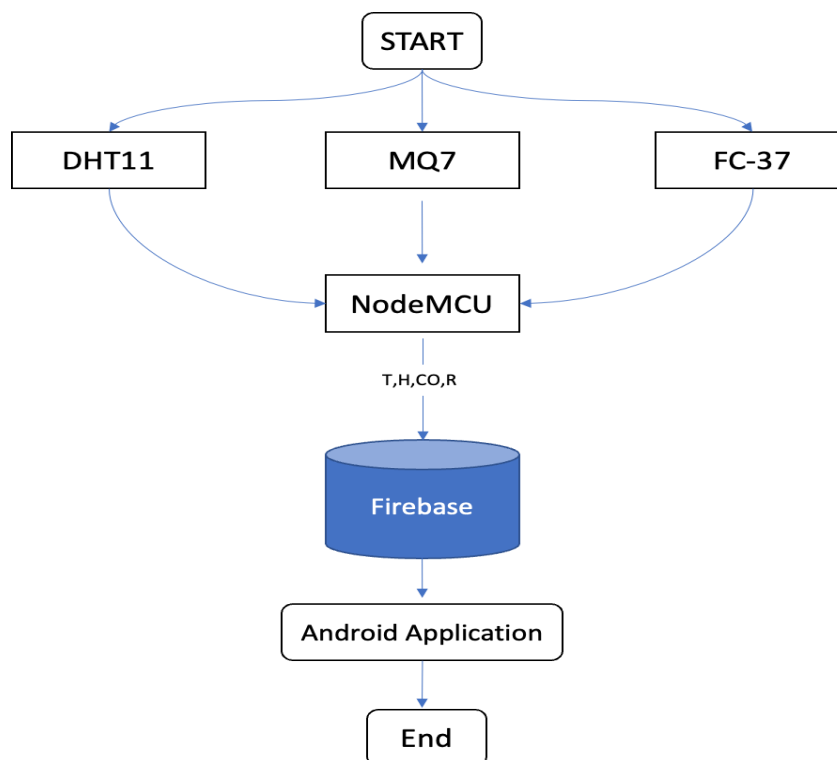 START
DHT11
MQ7
FC-37
NodeMCU
T,H,CO,R
Firebase
Android Application
End